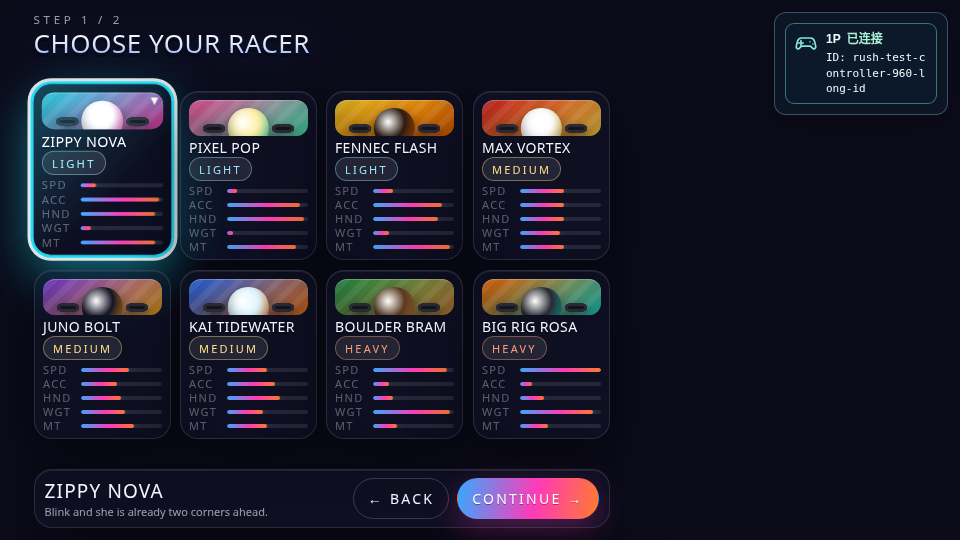 STEP 1 / 2
CHOOSE YOUR RACER
1P 已连接
ID: rush-test-c
ontroller-960-l
ong-id
ZIPPY NOVA
LIGHT
SPD
ACC
HND
WGT
MT
PIXEL POP
LIGHT
SPD
ACC
HND
WGT
MT
FENNEC FLASH
LIGHT
SPD
ACC
HND
WGT
MT
MAX VORTEX
MEDIUM
SPD
ACC
HND
WGT
MT
JUNO BOLT
MEDIUM
SPD
ACC
HND
WGT
MT
KAI TIDEWATER
MEDIUM
SPD
ACC
HND
WGT
MT
BOULDER BRAM
HEAVY
SPD
ACC
HND
WGT
MT
BIG RIG ROSA
HEAVY
SPD
ACC
HND
WGT
MT
ZIPPY NOVA
Blink and she is already two corners ahead.
← BACK
CONTINUE →